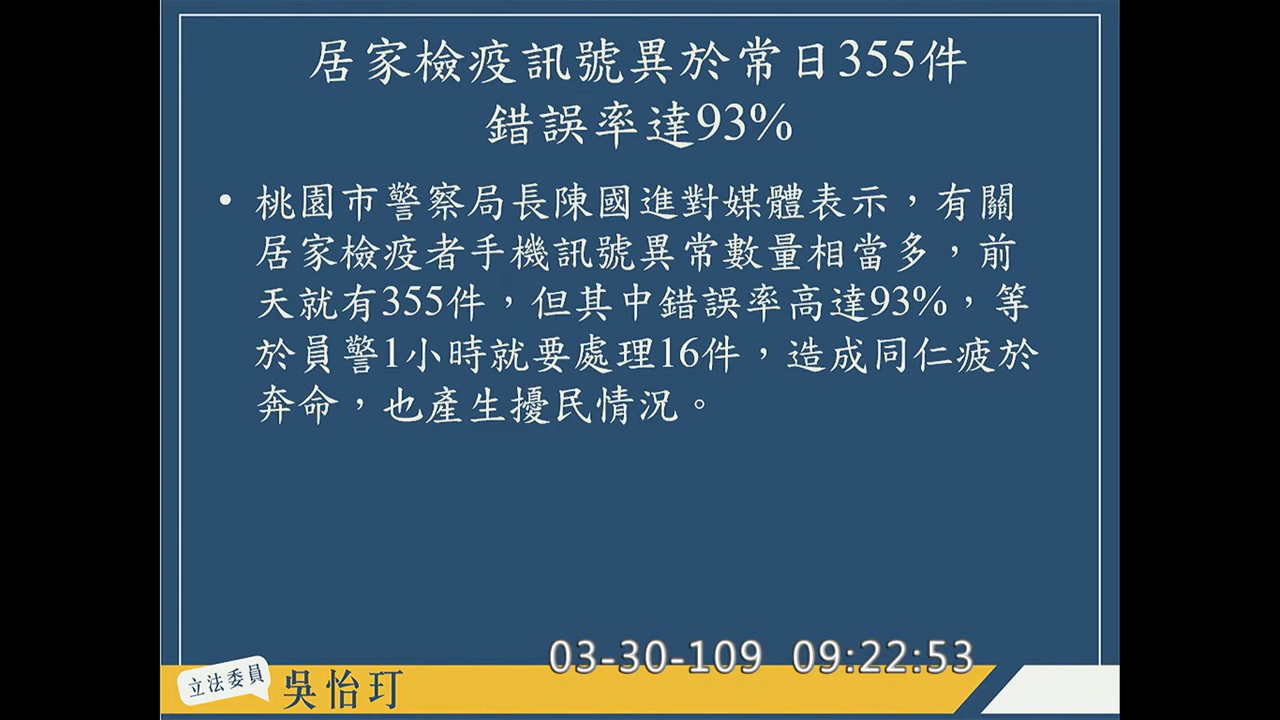 居家檢疫訊號異於常日355件
錯誤率達93%
• 桃園市警察局長陳國進對媒體表示，有關
居家檢疫者手機訊號異常數量相當多，前
天就有355件，但其中錯誤率高達93%，等
於員警1小時就要處理16件，造成同仁疲於
奔命，也產生擾民情況。
03-30-109 09:22:53
立法委員 吳怡玎